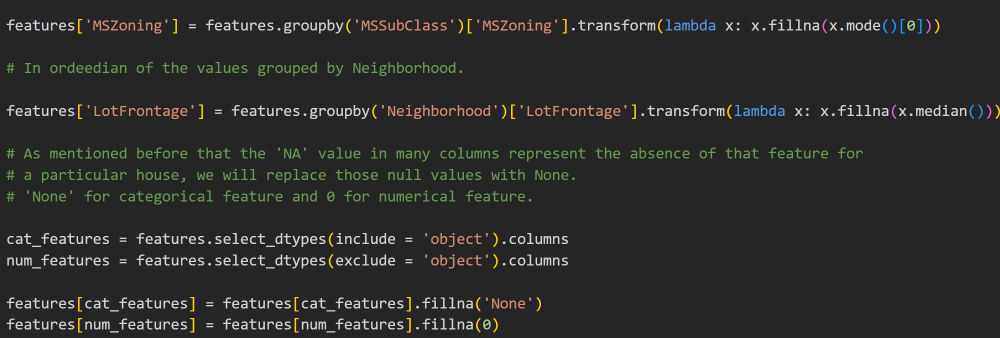 features['MSZoning'] = features.groupby('MSSubClass')['MSZoning'].transform(lambda x: x.fillna(x.mode()[0]))
# In ordeedian of the values grouped by Neighborhood.
features['LotFrontage'] = features.groupby('Neighborhood')['LotFrontage'].transform(lambda x: x.fillna(x.median()))
# As mentioned before that the 'NA' value in many columns represent the absence of that feature for
# a particular house, we will replace those null values with None.
# 'None' for categorical feature and 0 for numerical feature.
cat_features = features.select_dtypes(include = 'object').columns
num_features = features.select_dtypes(exclude = 'object').columns
features[cat_features] = features[cat_features].fillna('None')
features[num_features] = features[num_features].fillna(0)